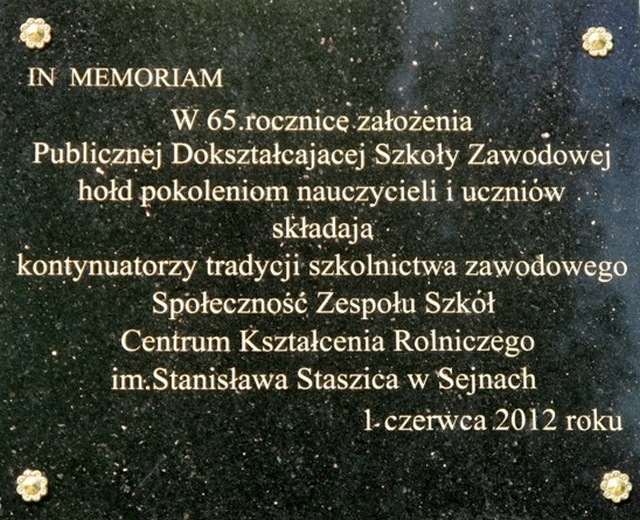 IN MEMORIAM
W 65.rocznicę założenia
Publicznej Dokształcajacej Szkoły Zawodowej
hołd pokoleniom nauczycieli i uczniów
składają
kontynuatorzy tradycji szkolnictwa zawodowego
Społeczność Zespołu Szkół
Centrum Kształcenia Rolniczego
im.Stanisława Staszica w Sejnach
1 czerwca 2012 roku